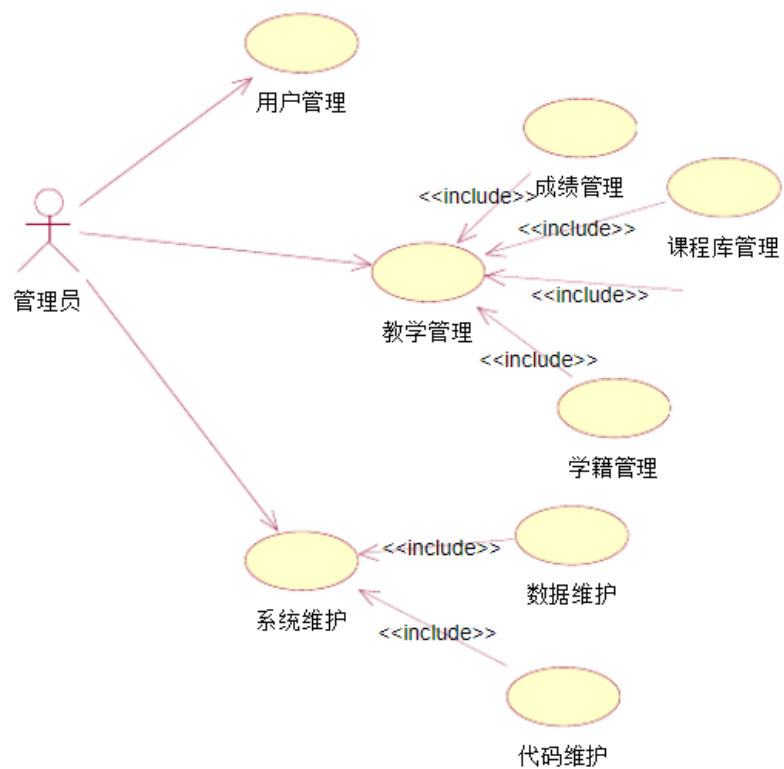 用户管理
成绩管理
<<include>>
<<include>>
课程库管理
管理员
<<include>>
教学管理
<<include>>
学籍管理
<<include>>
数据维护
系统维护
<<include>>
代码维护